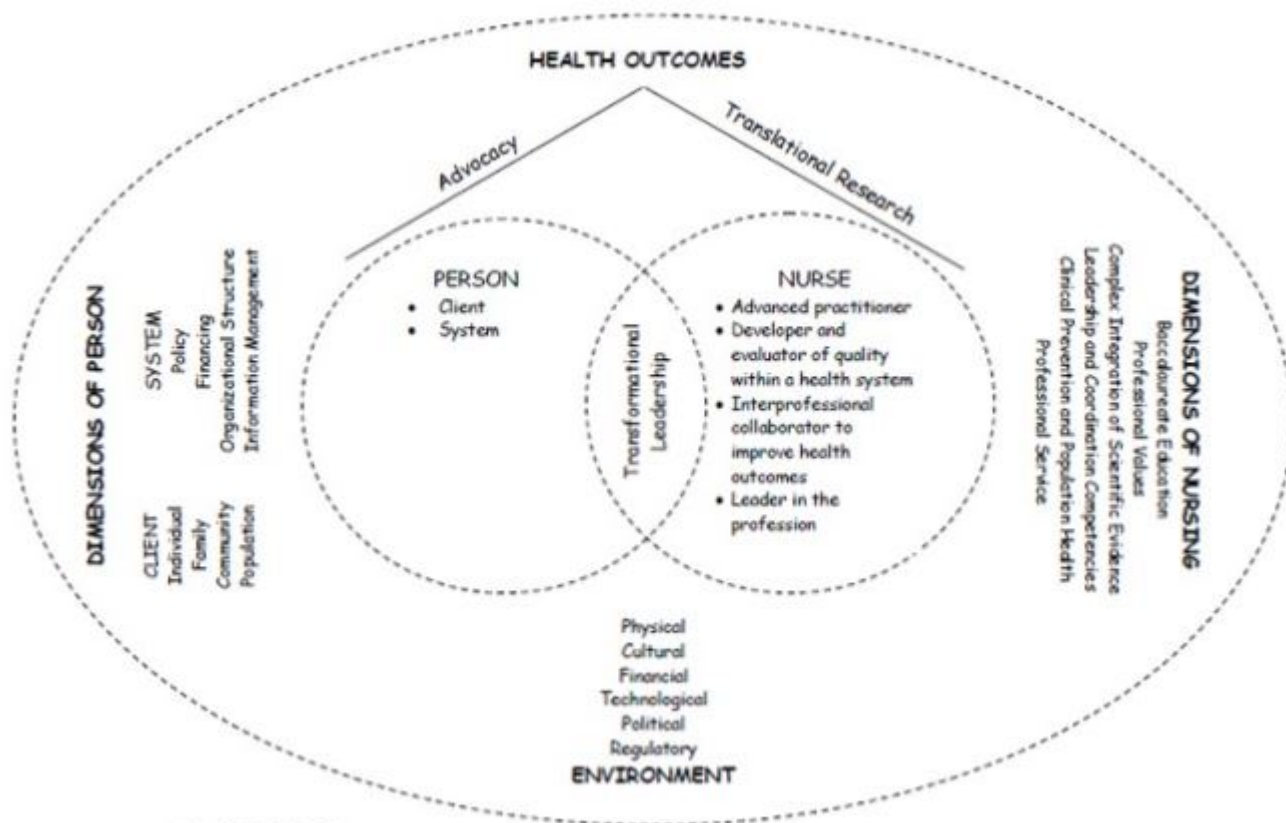 HEALTH OUTCOMES
Advocacy
Translational Research
DIMENSIONS OF PERSON
SYSTEM
Policy
Financing
Organizational Structure
Information Management
CLIENT
Individual
Family
Community
Population
PERSON
• Client
• System
Transformational
Leadership
NURSE
• Advanced practitioner
• Developer and
evaluator of quality
within a health system
• Interprofessional
collaborator to
improve health
outcomes
• Leader in the
profession
DIMENSIONS OF NURSING
Baccalaureate Education
Professional Values
Complex Integration of Scientific Evidence
Leadership and Coordination Competencies
Clinical Prevention and Population Health
Professional Service
Physical
Cultural
Financial
Technological
Political
Regulatory
ENVIRONMENT